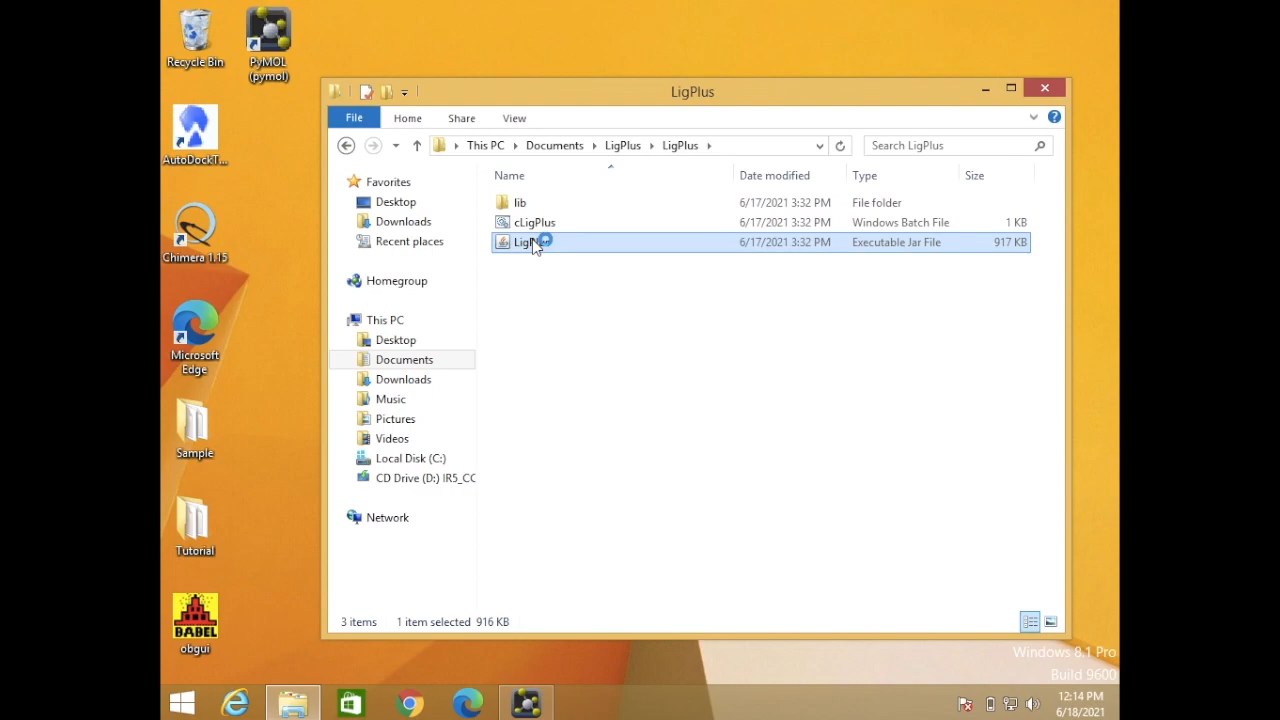 Recycle Bin
PyMOL
(pymol)
AutoDockT...
Chimera 1.15
Microsoft
Edge
Sample
Tutorial
BABEL
obgui
LigPlus
File Home Share View
This PC Documents LigPlus LigPlus
Search LigPlus
Name Date modified Type Size
lib 6/17/2021 3:32 PM File folder
cLigPlus 6/17/2021 3:32 PM Windows Batch File 1 KB
6/17/2021 3:32 PM Executable Jar File 917 KB
Favorites
Desktop
Downloads
Recent places
Homegroup
This PC
Desktop
Documents
Downloads
Music
Pictures
Videos
Local Disk (C:)
CD Drive (D:) IR5_CC
Network
3 items 1 item selected 916 KB
Windows 8.1 Pro
Build 9600
12:14 PM
6/18/2021